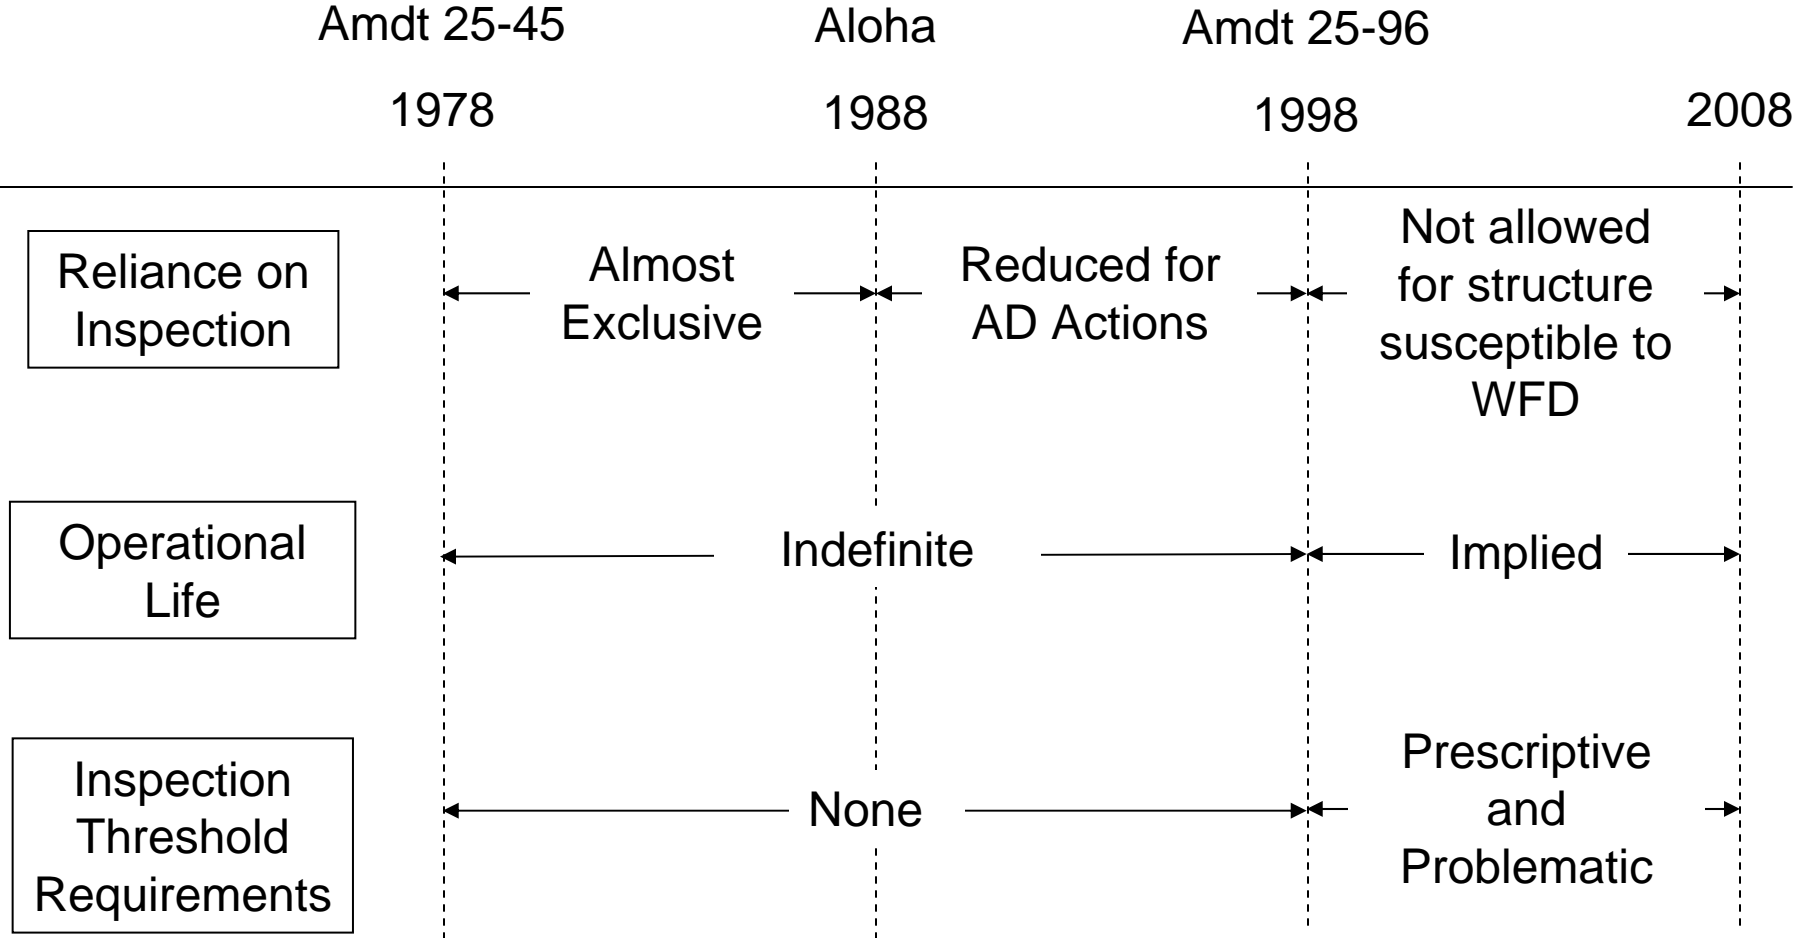 Amdt 25-45
Aloha
Amdt 25-96
1978
1988
1998
2008
Reliance on
Inspection
Almost
Exclusive
Reduced for
AD Actions
Not allowed
for structure
susceptible to
WFD
Operational
Life
Indefinite
Implied
Inspection
Threshold
Requirements
None
Prescriptive
and
Problematic